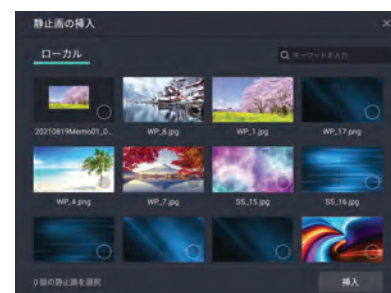 静止画の挿入
ローカル
キーワードを入力
20210819Memo01_0...
WP_6.jpg
WP_1.jpg
WP_17.png
WP_4.png
WP_7.jpg
SS_15.jpg
SS_16.jpg
0個の静止画を選択
挿入